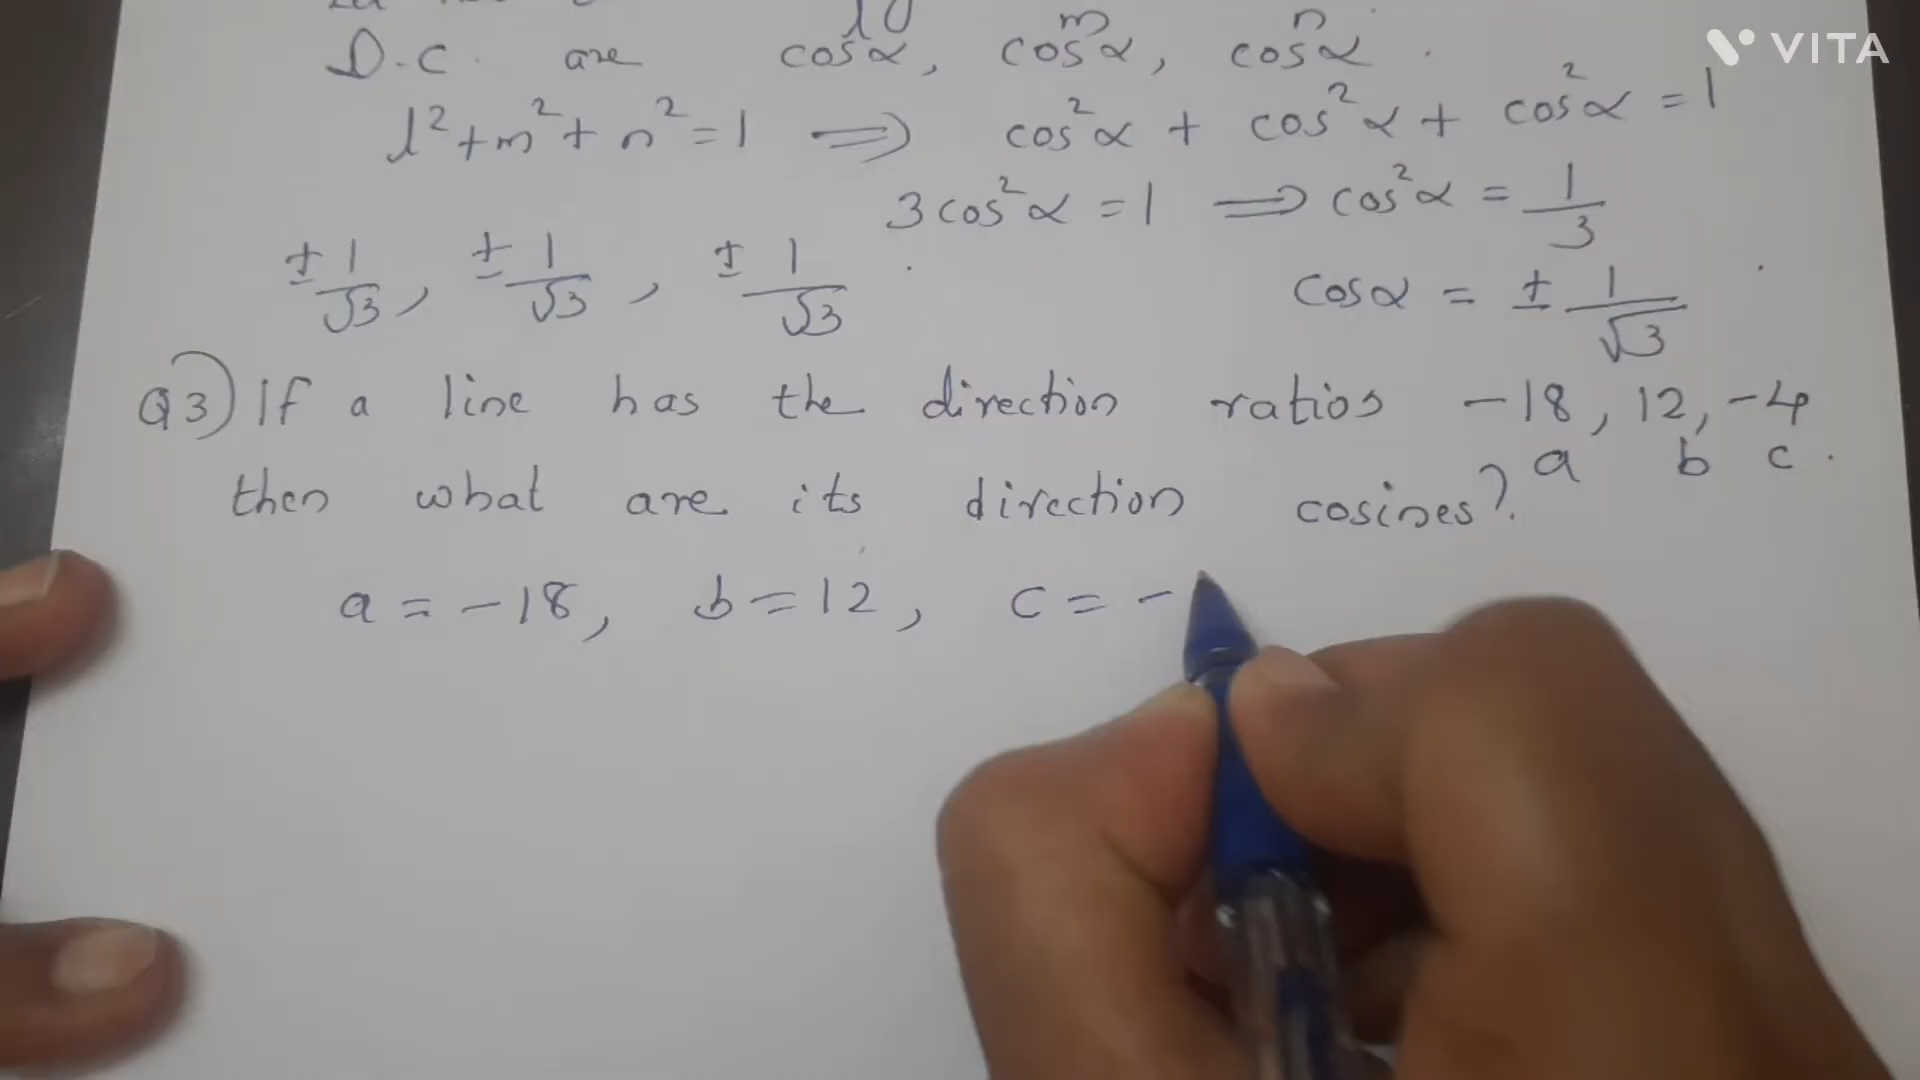 VITA
l m n
D.C. are cosα, cosα, cosα.
l²+m²+n²=1 ⟹ cos²α + cos²α + cos²α = 1
3cos²α = 1 ⟹ cos²α = 1/3
±1/√3, ±1/√3, ±1/√3. cosα = ±1/√3
Q3) If a line has the direction ratios -18, 12, -4
a b c.
then what are its direction cosines?
a = -18, b = 12, c = -